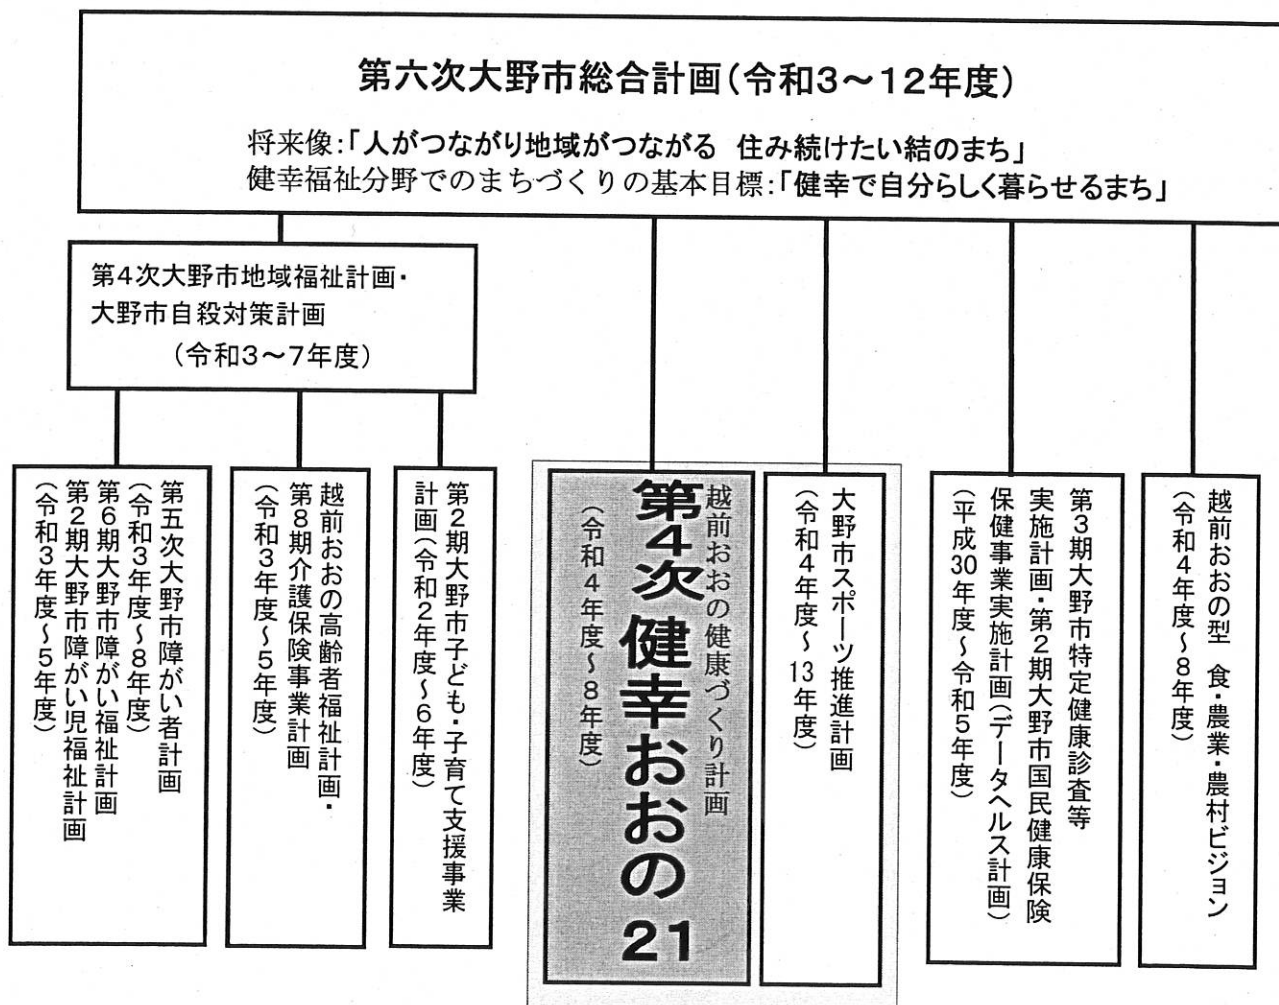 第六次大野市総合計画(令和3～12年度)
将来像:「人がつながり地域がつながる 住み続けたい結のまち」
健幸福祉分野でのまちづくりの基本目標:「健幸で自分らしく暮らせるまち」
第4次大野市地域福祉計画・
大野市自殺対策計画
(令和3～7年度)
第五次大野市障がい者計画
(令和3年度～8年度)
第6期大野市障がい福祉計画
第2期大野市障がい児福祉計画
(令和3年度～5年度)
越前おおの高齢者福祉計画・
第8期介護保険事業計画
(令和3年度～5年度)
第2期大野市子ども・子育て支援事業
計画(令和2年度～6年度)
越前おおの健康づくり計画
第4次 健幸おおの 21
(令和4年度～8年度)
大野市スポーツ推進計画
(令和4年度～13年度)
第3期大野市特定健康診査等
実施計画・第2期大野市国民健康保険
保健事業実施計画(データヘルス計画)
(平成30年度～令和5年度)
越前おおの型 食・農業・農村ビジョン
(令和4年度～8年度)